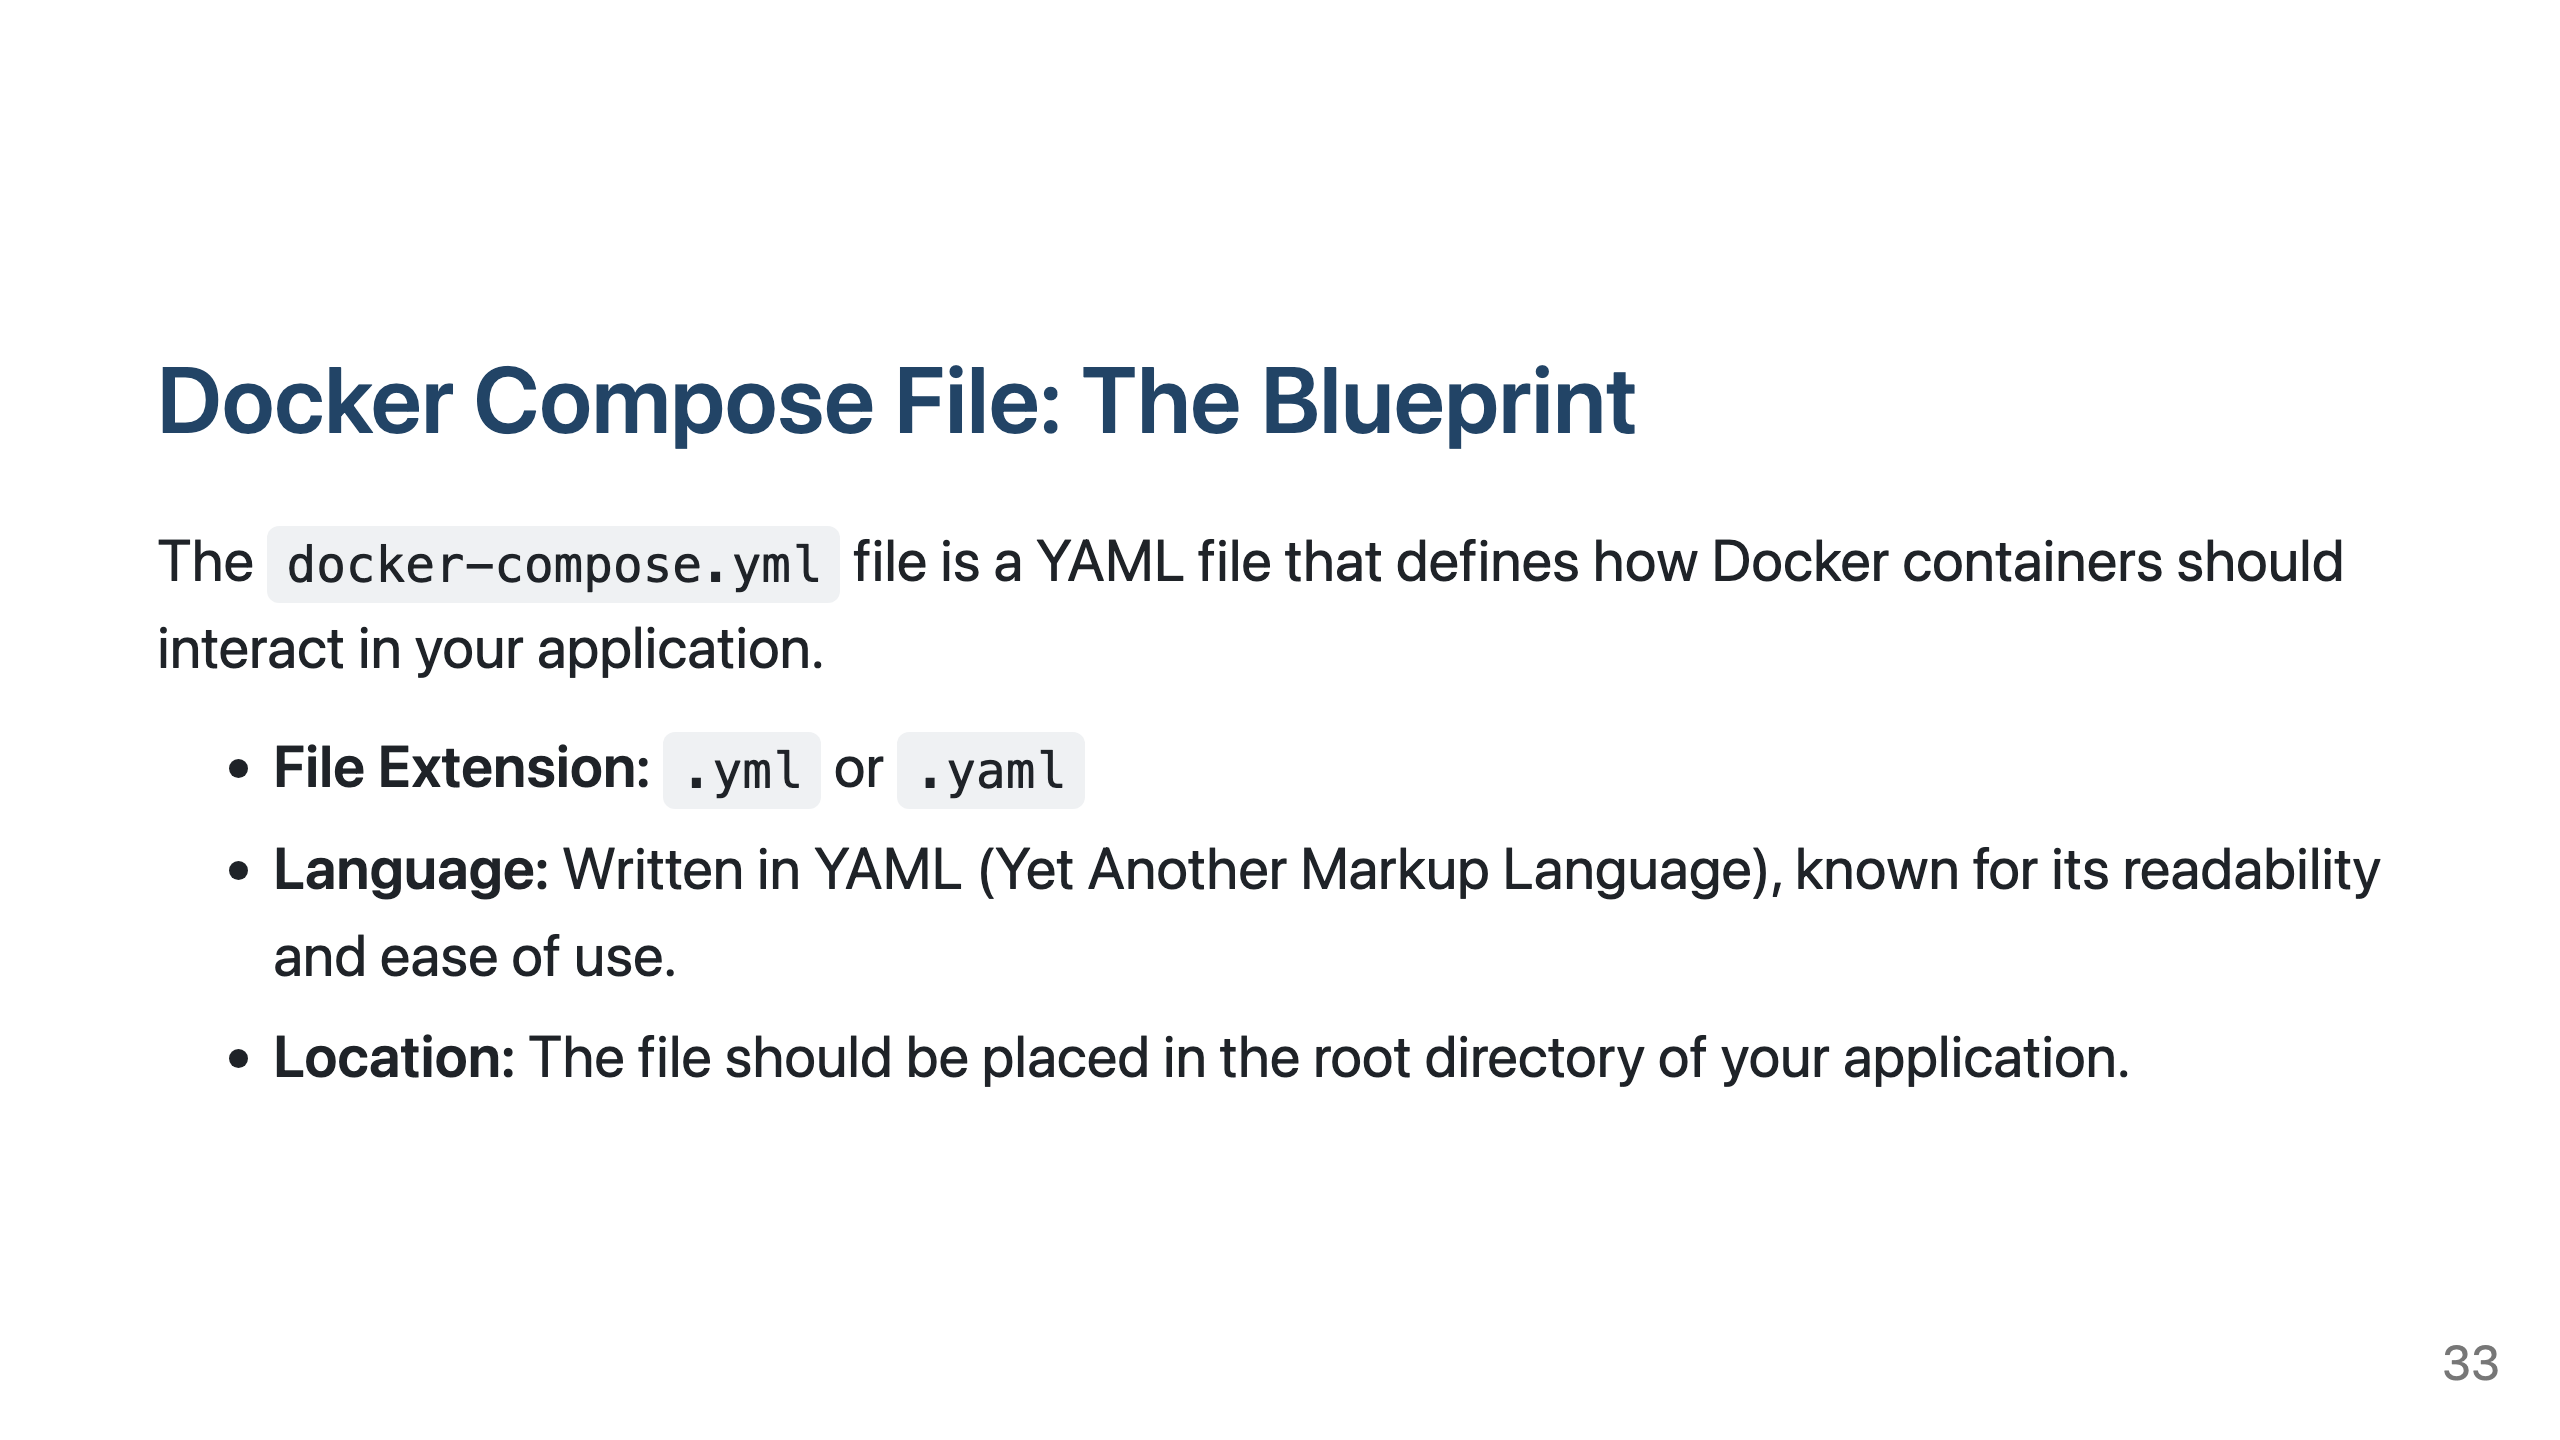 Docker Compose File: The Blueprint
The docker-compose.yml file is a YAML file that defines how Docker containers should
interact in your application.
• File Extension: .yml or .yaml
• Language: Written in YAML (Yet Another Markup Language), known for its readability
and ease of use.
• Location: The file should be placed in the root directory of your application.
33